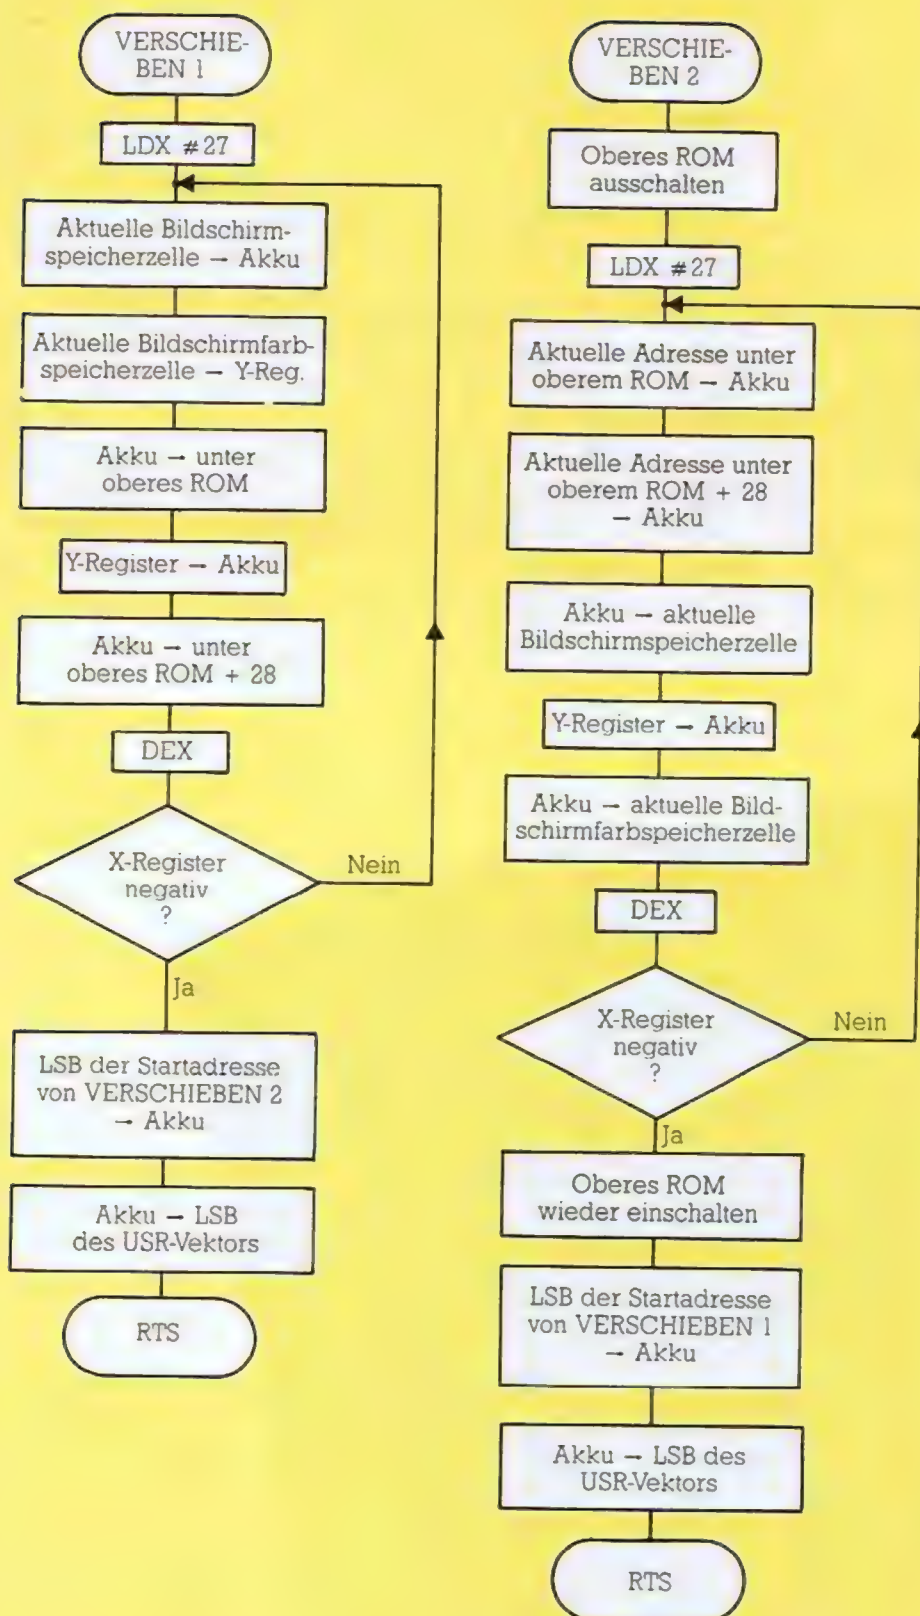 VERSCHIE-
BEN 1
LDX #27
Aktuelle Bildschirm-
speicherzelle – Akku
Aktuelle Bildschirmfarb-
speicherzelle – Y-Reg.
Akku – unter
oberes ROM
Y-Register – Akku
Akku – unter
oberes ROM + 28
DEX
X-Register
negativ
?
Nein
Ja
LSB der Startadresse
von VERSCHIEBEN 2
– Akku
Akku – LSB
des USR-Vektors
RTS
VERSCHIE-
BEN 2
Oberes ROM
ausschalten
LDX #27
Aktuelle Adresse unter
oberem ROM – Akku
Aktuelle Adresse unter
oberem ROM + 28
– Akku
Akku – aktuelle
Bildschirmspeicherzelle
Y-Register – Akku
Akku – aktuelle Bild-
schirmfarbspeicherzelle
DEX
X-Register
negativ
?
Nein
Ja
Oberes ROM
wieder einschalten
LSB der Startadresse
von VERSCHIEBEN 1
– Akku
Akku – LSB des
USR-Vektors
RTS